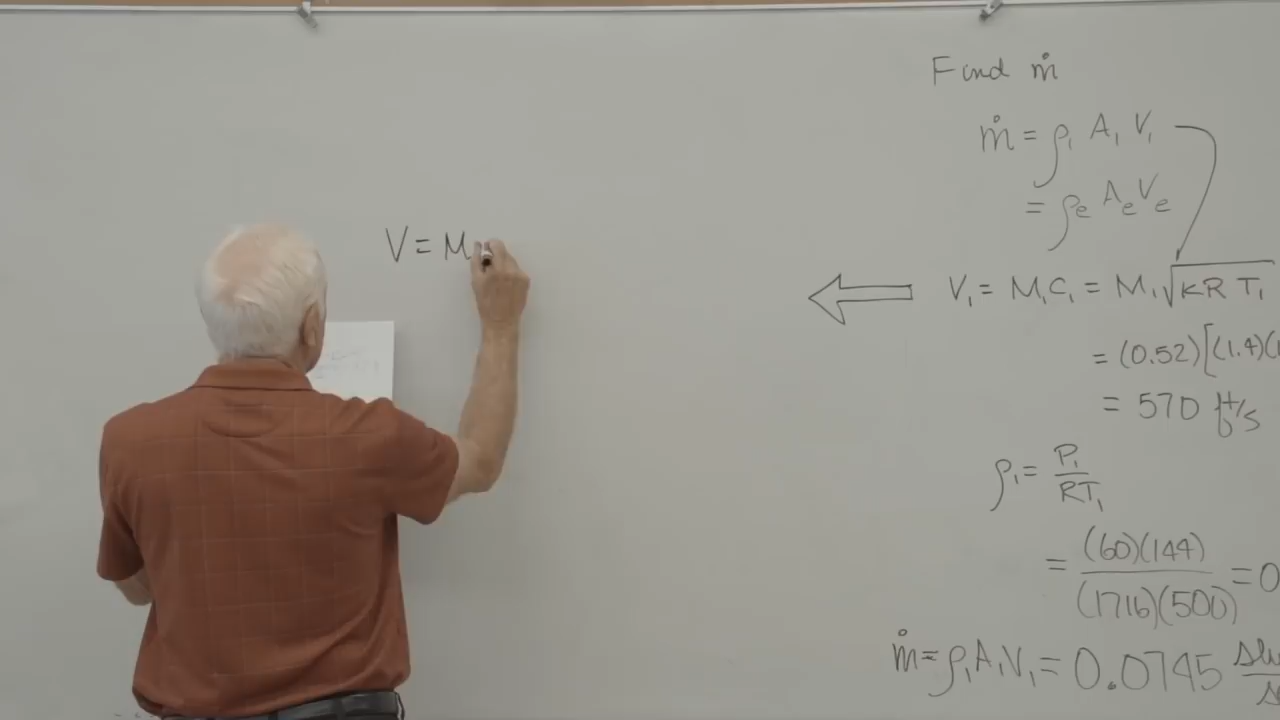 V = M
Find ṁ
ṁ = ρ₁ A₁ V₁
= ρₑ Aₑ Vₑ
V₁ = M₁C₁ = M₁√KRT₁
= (0.52)[(1.4)(
= 570 ft/s
ρ₁ = P₁/RT₁
= (60)(144)/(1716)(500) = 0
ṁ = ρ₁A₁V₁ = 0.0745